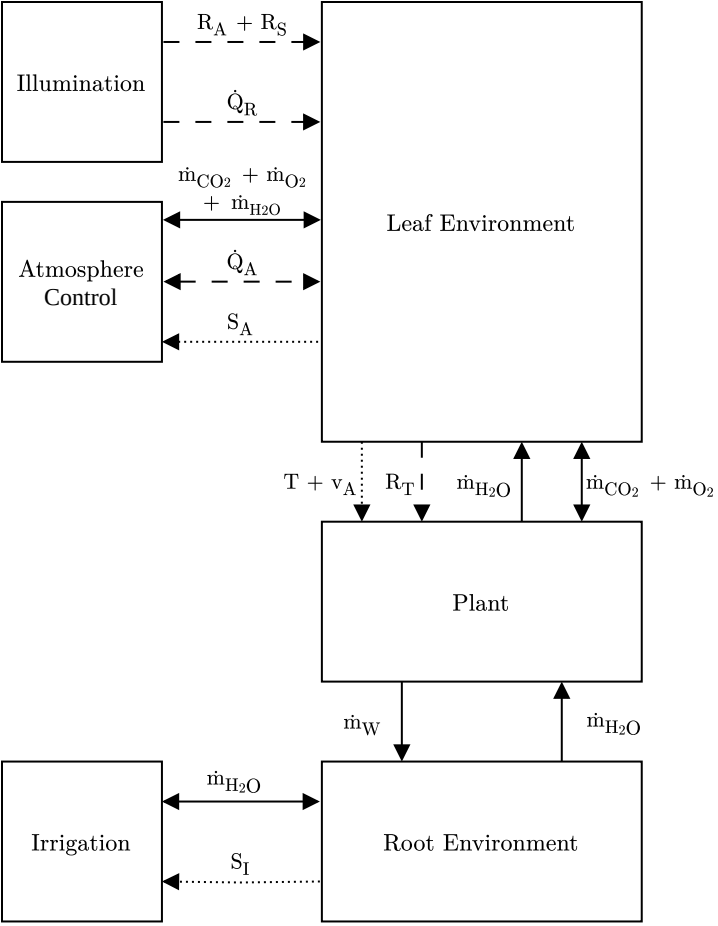 R_A + R_S
Illumination
Q̇_R
ṁ_CO₂ + ṁ_O₂
+ ṁ_H₂O
Leaf Environment
Atmosphere
Control
Q̇_A
S_A
T + v_A
R_T
ṁ_H₂O
ṁ_CO₂ + ṁ_O₂
Plant
ṁ_W
ṁ_H₂O
ṁ_H₂O
Irrigation
Root Environment
S_I